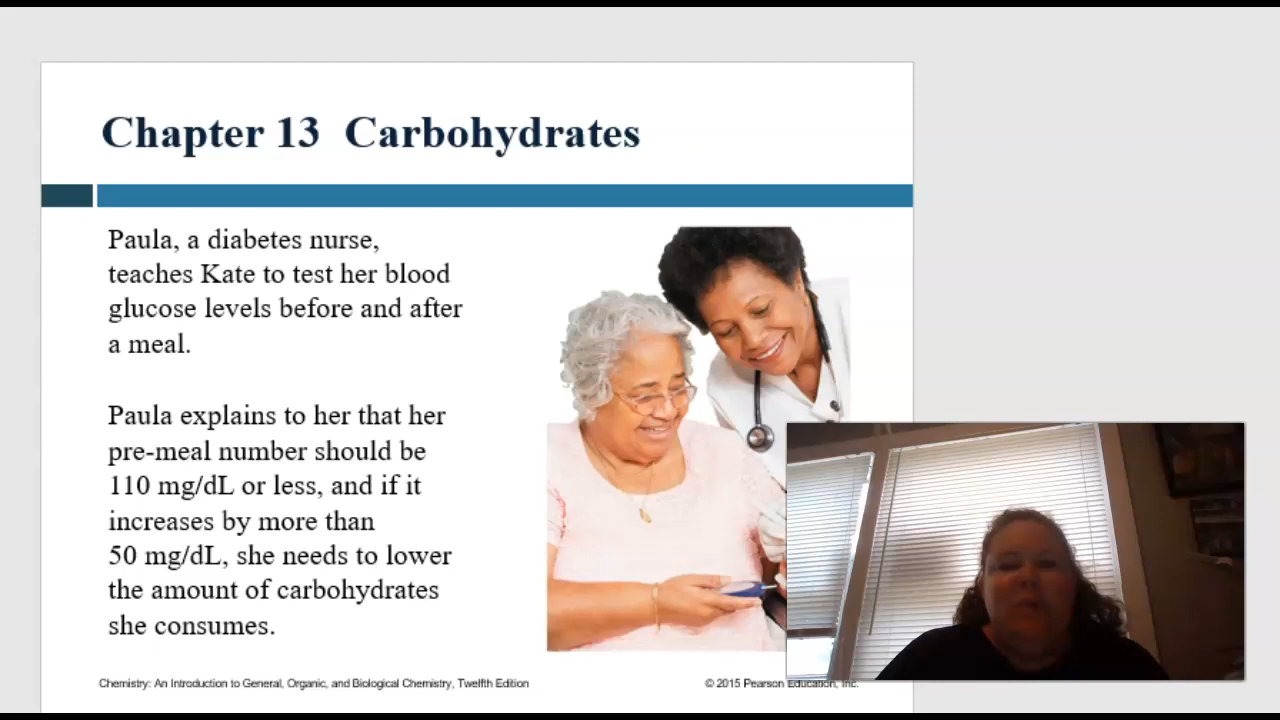 Chapter 13 Carbohydrates
Paula, a diabetes nurse,
teaches Kate to test her blood
glucose levels before and after
a meal.
Paula explains to her that her
pre-meal number should be
110 mg/dL or less, and if it
increases by more than
50 mg/dL, she needs to lower
the amount of carbohydrates
she consumes.
Chemistry: An Introduction to General, Organic, and Biological Chemistry, Twelfth Edition
© 2015 Pearson Education, Inc.